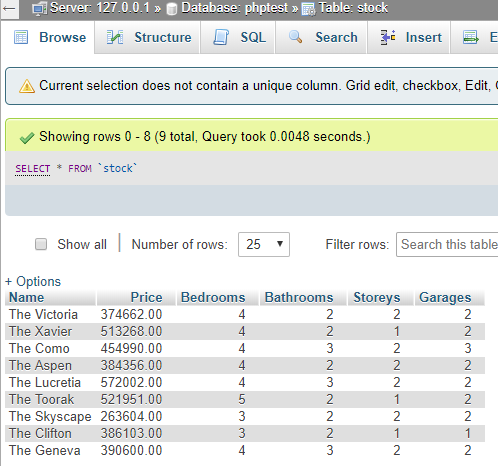 Server: 127.0.0.1 » Database: phptest » Table: stock
Browse Structure SQL Search Insert E
Current selection does not contain a unique column. Grid edit, checkbox, Edit,
Showing rows 0 - 8 (9 total, Query took 0.0048 seconds.)
SELECT * FROM `stock`
Show all | Number of rows: 25 Filter rows: Search this table
+ Options
Name Price Bedrooms Bathrooms Storeys Garages
The Victoria 374662.00 4 2 2 2
The Xavier 513268.00 4 2 1 2
The Como 454990.00 4 3 2 3
The Aspen 384356.00 4 2 2 2
The Lucretia 572002.00 4 3 2 2
The Toorak 521951.00 5 2 1 2
The Skyscape 263604.00 3 2 2 2
The Clifton 386103.00 3 2 1 1
The Geneva 390600.00 4 3 2 2